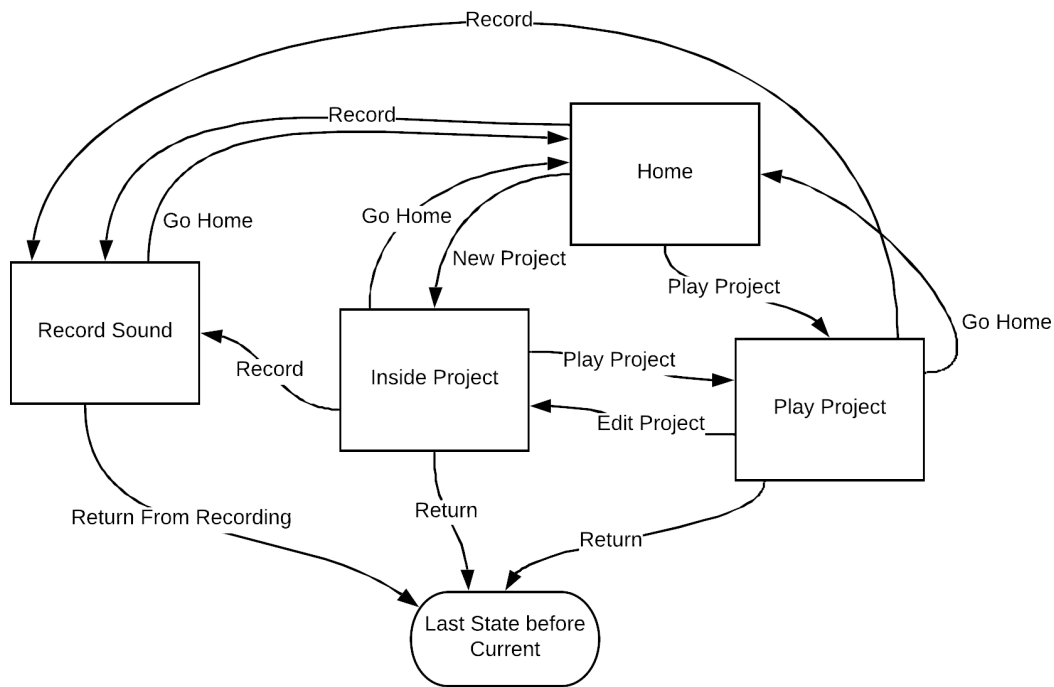 Record
Record
Home
Go Home
Go Home
New Project
Play Project
Go Home
Record Sound
Record
Inside Project
Play Project
Edit Project
Play Project
Return From Recording
Return
Return
Last State before
Current